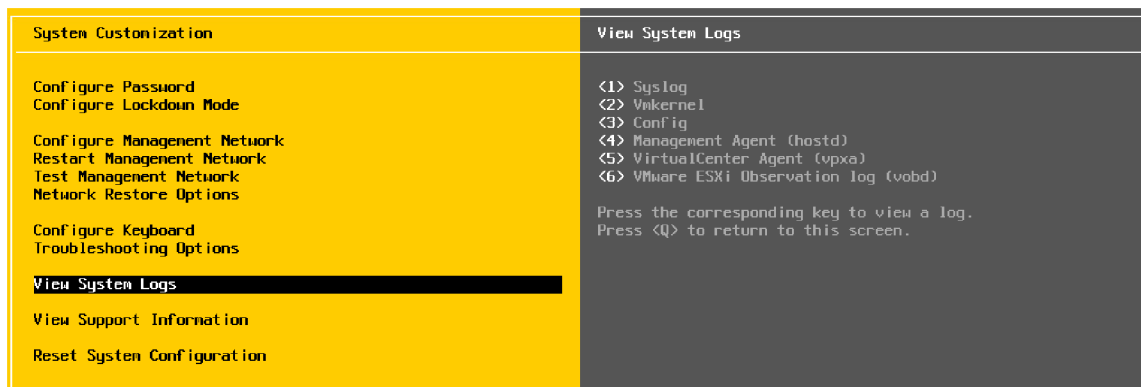 System Customization
Configure Password
Configure Lockdown Mode
Configure Management Network
Restart Management Network
Test Management Network
Network Restore Options
Configure Keyboard
Troubleshooting Options
View System Logs
View Support Information
Reset System Configuration
View System Logs
<1> Syslog
<2> Vmkernel
<3> Config
<4> Management Agent (hostd)
<5> VirtualCenter Agent (vpxa)
<6> VMware ESXi Observation log (vobd)
Press the corresponding key to view a log.
Press <Q> to return to this screen.